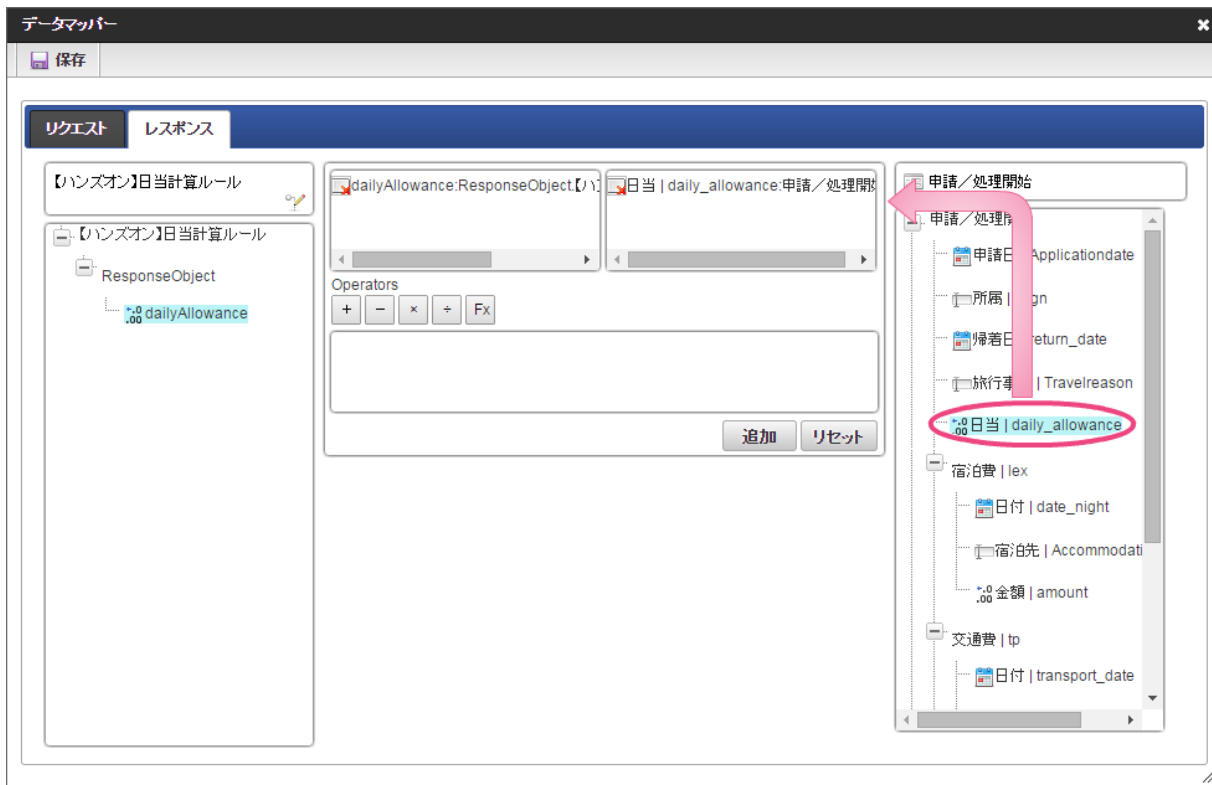 データマッパー
保存
リクエスト
レスポンス
【ハンズオン】日当計算ルール
【ハンズオン】日当計算ルール
ResponseObject
dailyAllowance
dailyAllowance:ResponseObject.【ハ
日当 | daily_allowance:申請／処理開
Operators
+ − × ÷ Fx
追加
リセット
申請／処理開始
申請／処理
申請日 Applicationdate
所属 | gn
帰着日 return_date
旅行事 | Travelreason
日当 | daily_allowance
宿泊費 | lex
日付 | date_night
宿泊先 | Accommodati
金額 | amount
交通費 | tp
日付 | transport_date